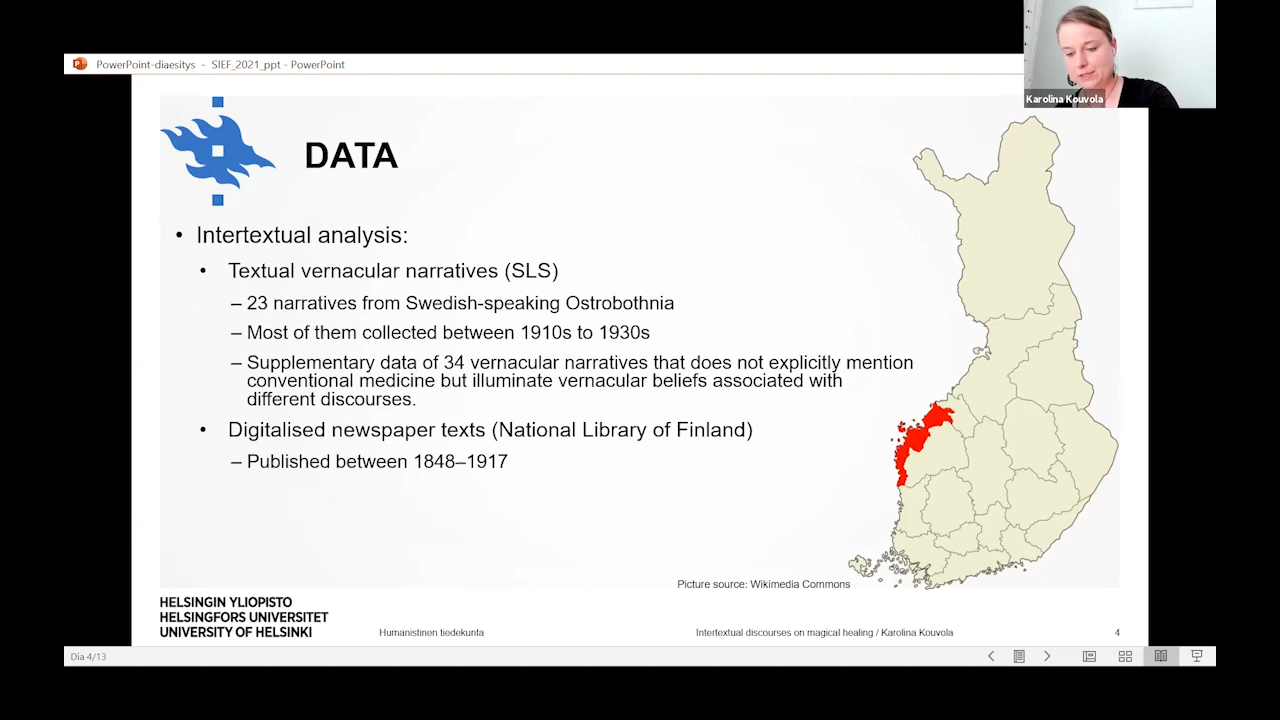 PowerPoint-diaesitys - SIEF_2021_ppt - PowerPoint
Karolina Kouvola
DATA
• Intertextual analysis:
• Textual vernacular narratives (SLS)
– 23 narratives from Swedish-speaking Ostrobothnia
– Most of them collected between 1910s to 1930s
– Supplementary data of 34 vernacular narratives that does not explicitly mention
conventional medicine but illuminate vernacular beliefs associated with
different discourses.
• Digitalised newspaper texts (National Library of Finland)
– Published between 1848–1917
Picture source: Wikimedia Commons
HELSINGIN YLIOPISTO
HELSINGFORS UNIVERSITET
UNIVERSITY OF HELSINKI
Humanistinen tiedekunta
Intertextual discourses on magical healing / Karolina Kouvola
4
Dia 4/13